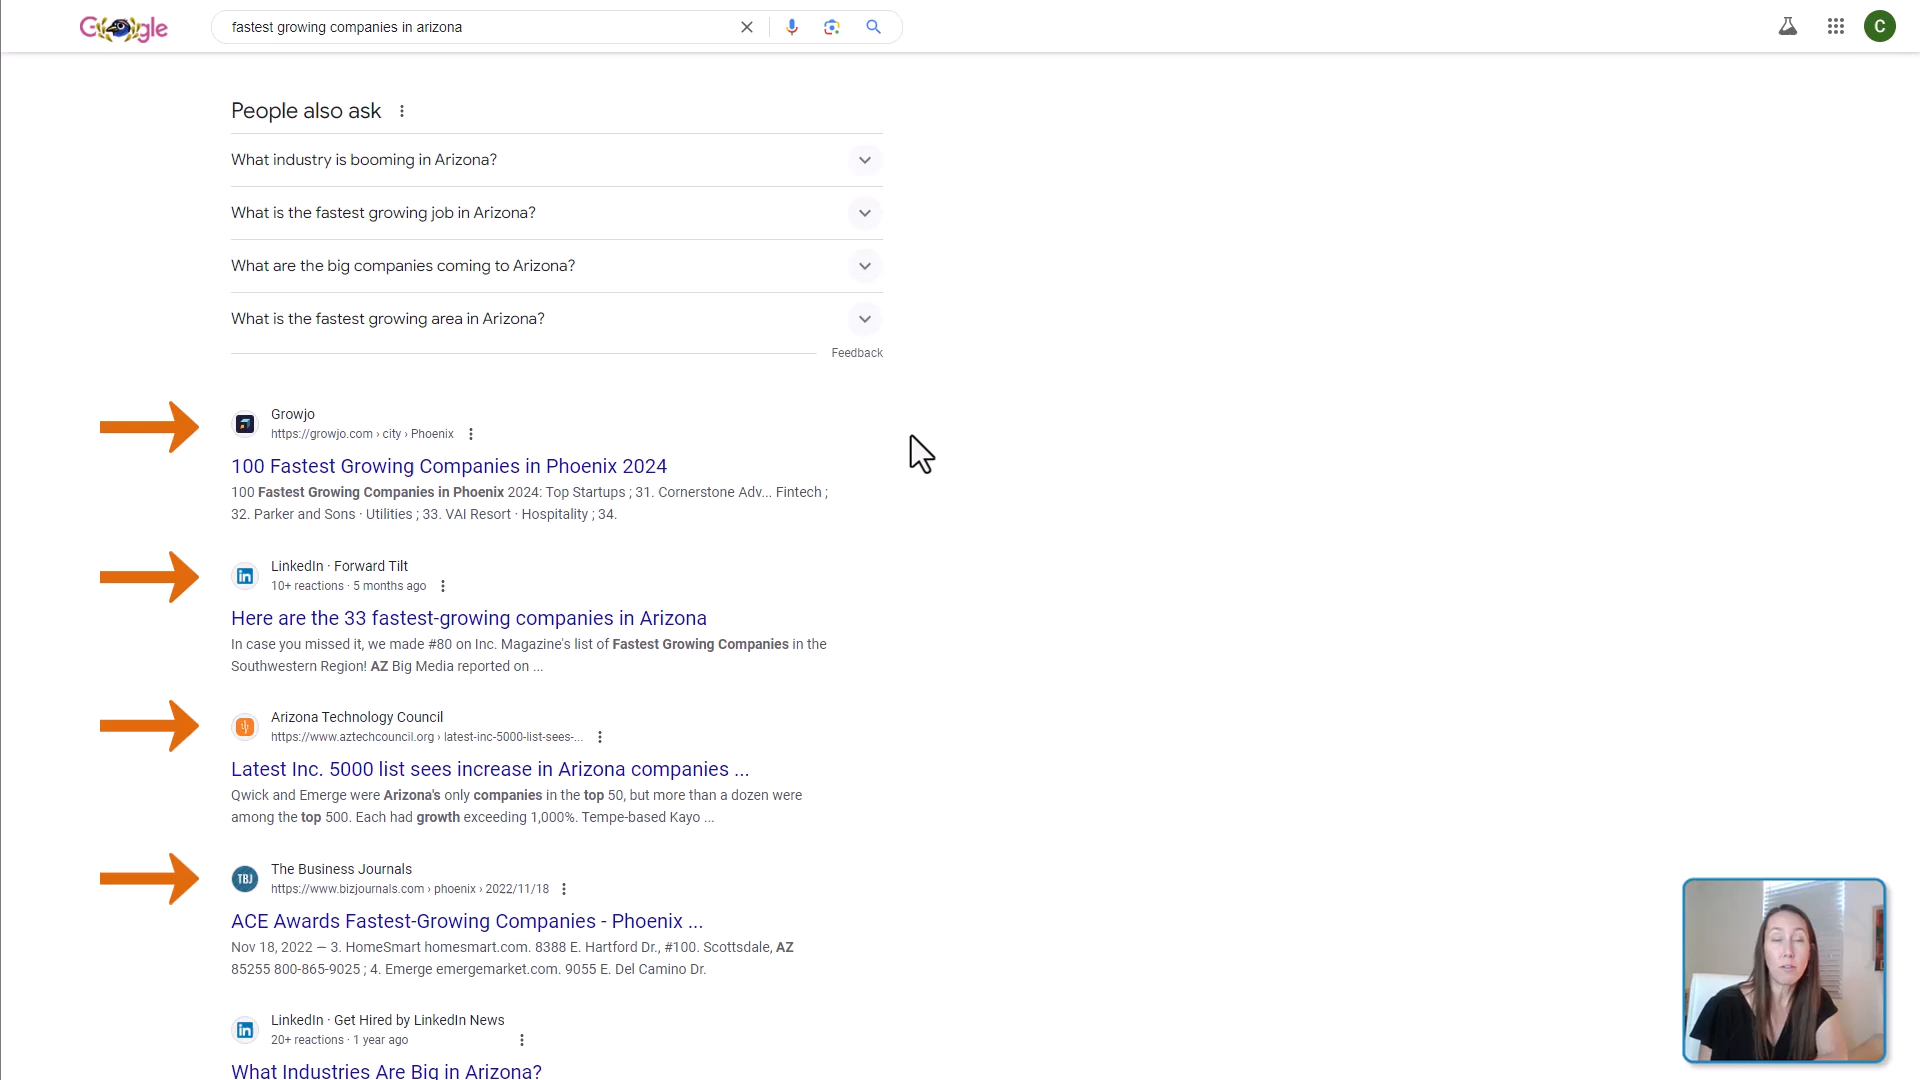 Google
fastest growing companies in arizona
C
People also ask
What industry is booming in Arizona?
What is the fastest growing job in Arizona?
What are the big companies coming to Arizona?
What is the fastest growing area in Arizona?
Feedback
Growjo
https://growjo.com › city › Phoenix
100 Fastest Growing Companies in Phoenix 2024
100 Fastest Growing Companies in Phoenix 2024: Top Startups ; 31. Cornerstone Adv... Fintech ;
32. Parker and Sons · Utilities ; 33. VAI Resort · Hospitality ; 34.
in
LinkedIn · Forward Tilt
10+ reactions · 5 months ago
Here are the 33 fastest-growing companies in Arizona
In case you missed it, we made #80 on Inc. Magazine's list of Fastest Growing Companies in the
Southwestern Region! AZ Big Media reported on ...
Arizona Technology Council
https://www.aztechcouncil.org › latest-inc-5000-list-sees-...
Latest Inc. 5000 list sees increase in Arizona companies ...
Qwick and Emerge were Arizona's only companies in the top 50, but more than a dozen were
among the top 500. Each had growth exceeding 1,000%. Tempe-based Kayo ...
TBJ
The Business Journals
https://www.bizjournals.com › phoenix › 2022/11/18
ACE Awards Fastest-Growing Companies - Phoenix ...
Nov 18, 2022 — 3. HomeSmart homesmart.com. 8388 E. Hartford Dr., #100. Scottsdale, AZ
85255 800-865-9025 ; 4. Emerge emergemarket.com. 9055 E. Del Camino Dr.
in
LinkedIn · Get Hired by LinkedIn News
20+ reactions · 1 year ago
What Industries Are Big in Arizona?